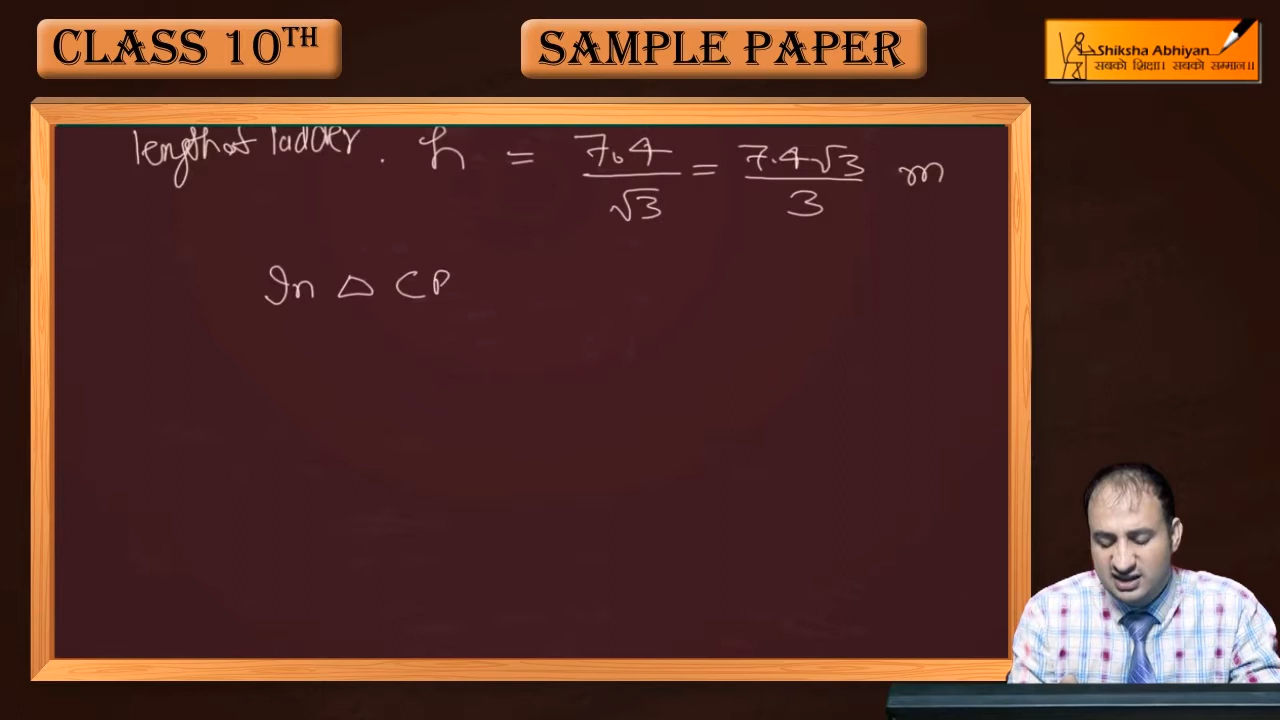 CLASS 10TH
SAMPLE PAPER
Shiksha Abhiyan
सबको शिक्षा। सबको सम्मान।।
length of ladder. h = 7.4/√3 = 7.4√3/3 m
In △ CP